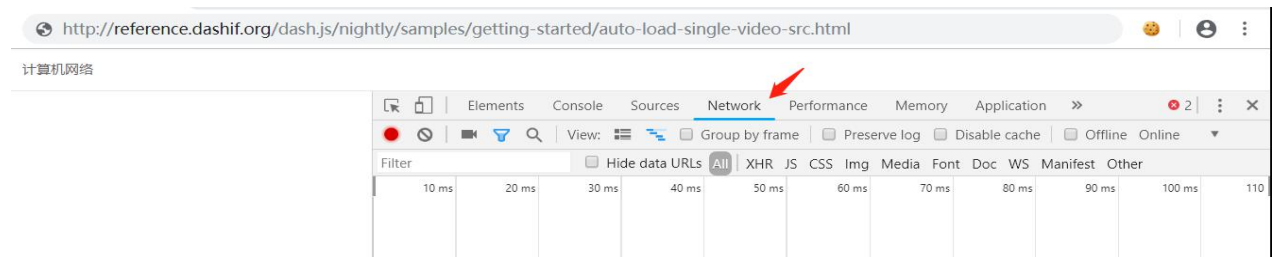 http://reference.dashif.org/dash.js/nightly/samples/getting-started/auto-load-single-video-src.html
计算机网络
Elements Console Sources Network Performance Memory Application » 2
View: Group by frame Preserve log Disable cache Offline Online
Filter Hide data URLs All XHR JS CSS Img Media Font Doc WS Manifest Other
10 ms 20 ms 30 ms 40 ms 50 ms 60 ms 70 ms 80 ms 90 ms 100 ms 110